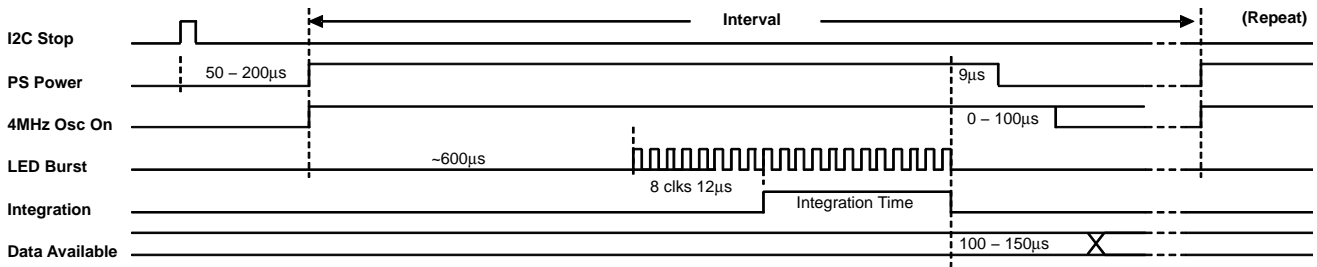 Interval
(Repeat)
I2C Stop
50 – 200μs
PS Power
9μs
4MHz Osc On
0 – 100μs
~600μs
LED Burst
8 clks 12μs
Integration
Integration Time
Data Available
100 – 150μs